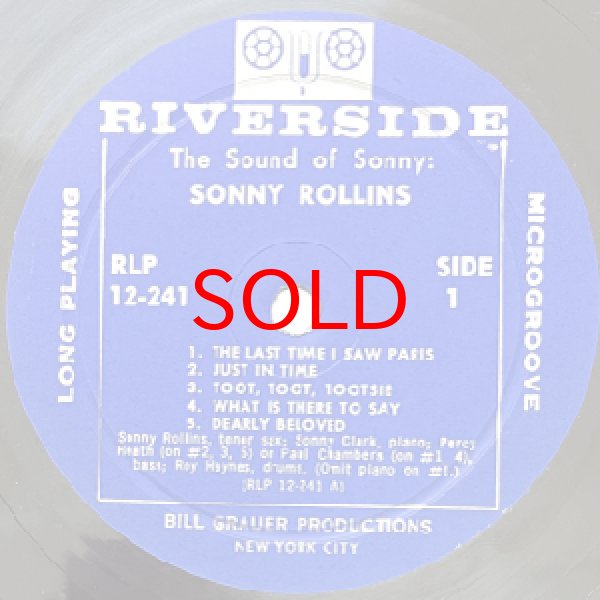 RIVERSIDE
The Sound of Sonny:
SONNY ROLLINS
LONG PLAYING
MICROGROOVE
RLP
12-241
SIDE
1
SOLD
1. THE LAST TIME I SAW PARIS
2. JUST IN TIME
3. TOOT, TOOT, TOOTSIE
4. WHAT IS THERE TO SAY
5. DEARLY BELOVED
Sonny Rollins, tenor sax; Sonny Clark, piano; Percy
Heath (on #2, 3, 5) or Paul Chambers (on #1 4),
bass; Roy Haynes, drums. (Omit piano on #1.)
(RLP 12-241 A)
BILL GRAUER PRODUCTIONS
NEW YORK CITY